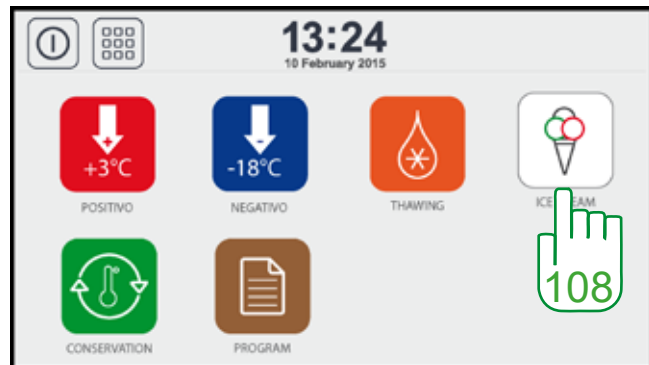 13:24
10 February 2015
+
+3°C
-
-18°C
POSITIVO
NEGATIVO
THAWING
108
CONSERVATION
PROGRAM